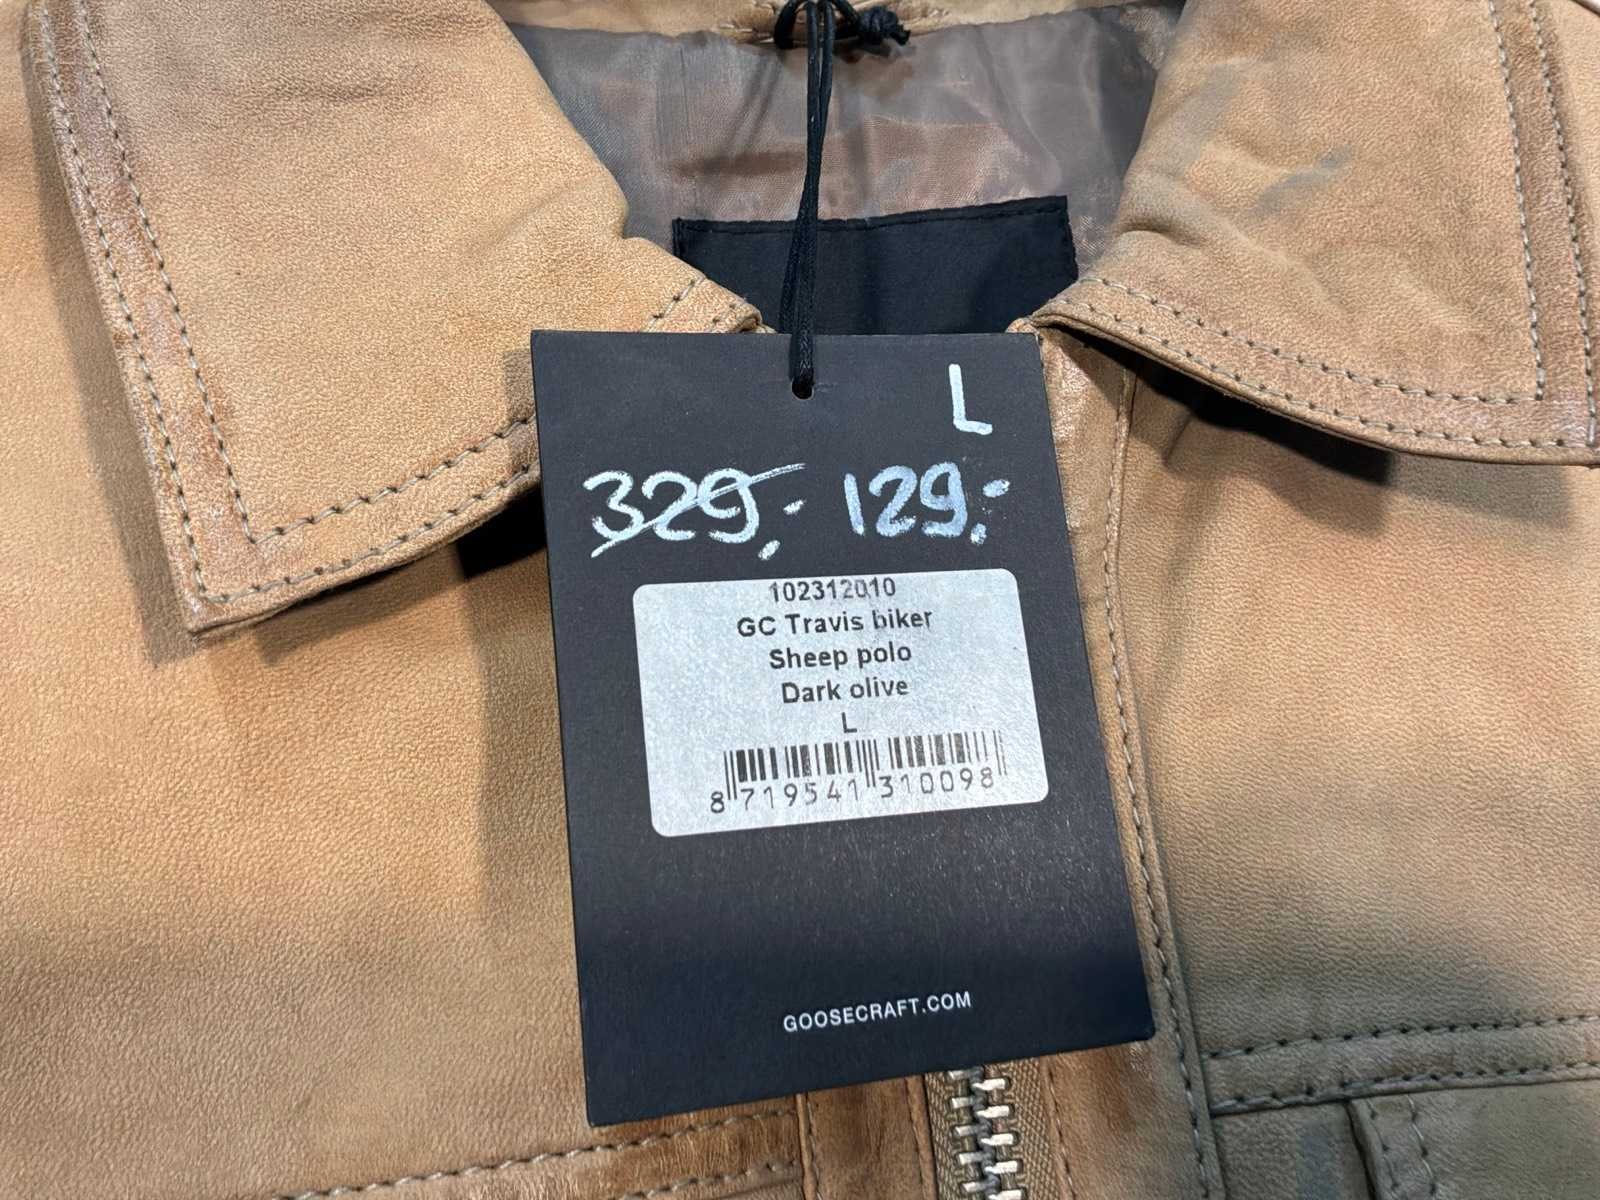 L
329,- 129,-
102312010
GC Travis biker
Sheep polo
Dark olive
L
8 719541 310098
GOOSECRAFT.COM